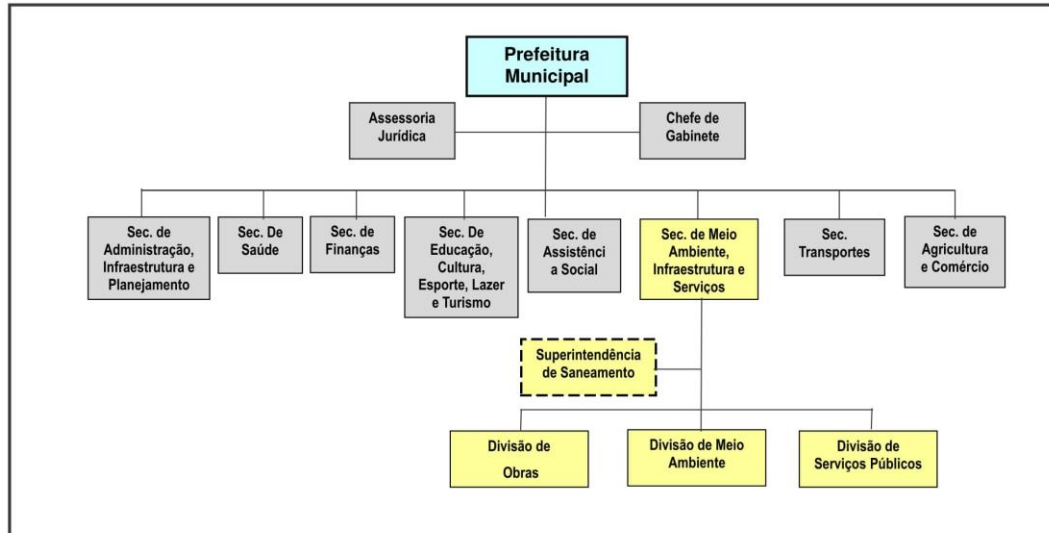 Prefeitura
Municipal
Assessoria
Jurídica
Chefe de
Gabinete
Sec. de
Administração,
Infraestrutura e
Planejamento
Sec. De
Saúde
Sec. de
Finanças
Sec. De
Educação,
Cultura,
Esporte, Lazer
e Turismo
Sec. de
Assistênci
a Social
Sec. de Meio
Ambiente,
Infraestrutura e
Serviços
Sec.
Transportes
Sec. de
Agricultura
e Comércio
Superintendência
de Saneamento
Divisão de
Obras
Divisão de Meio
Ambiente
Divisão de
Serviços Públicos